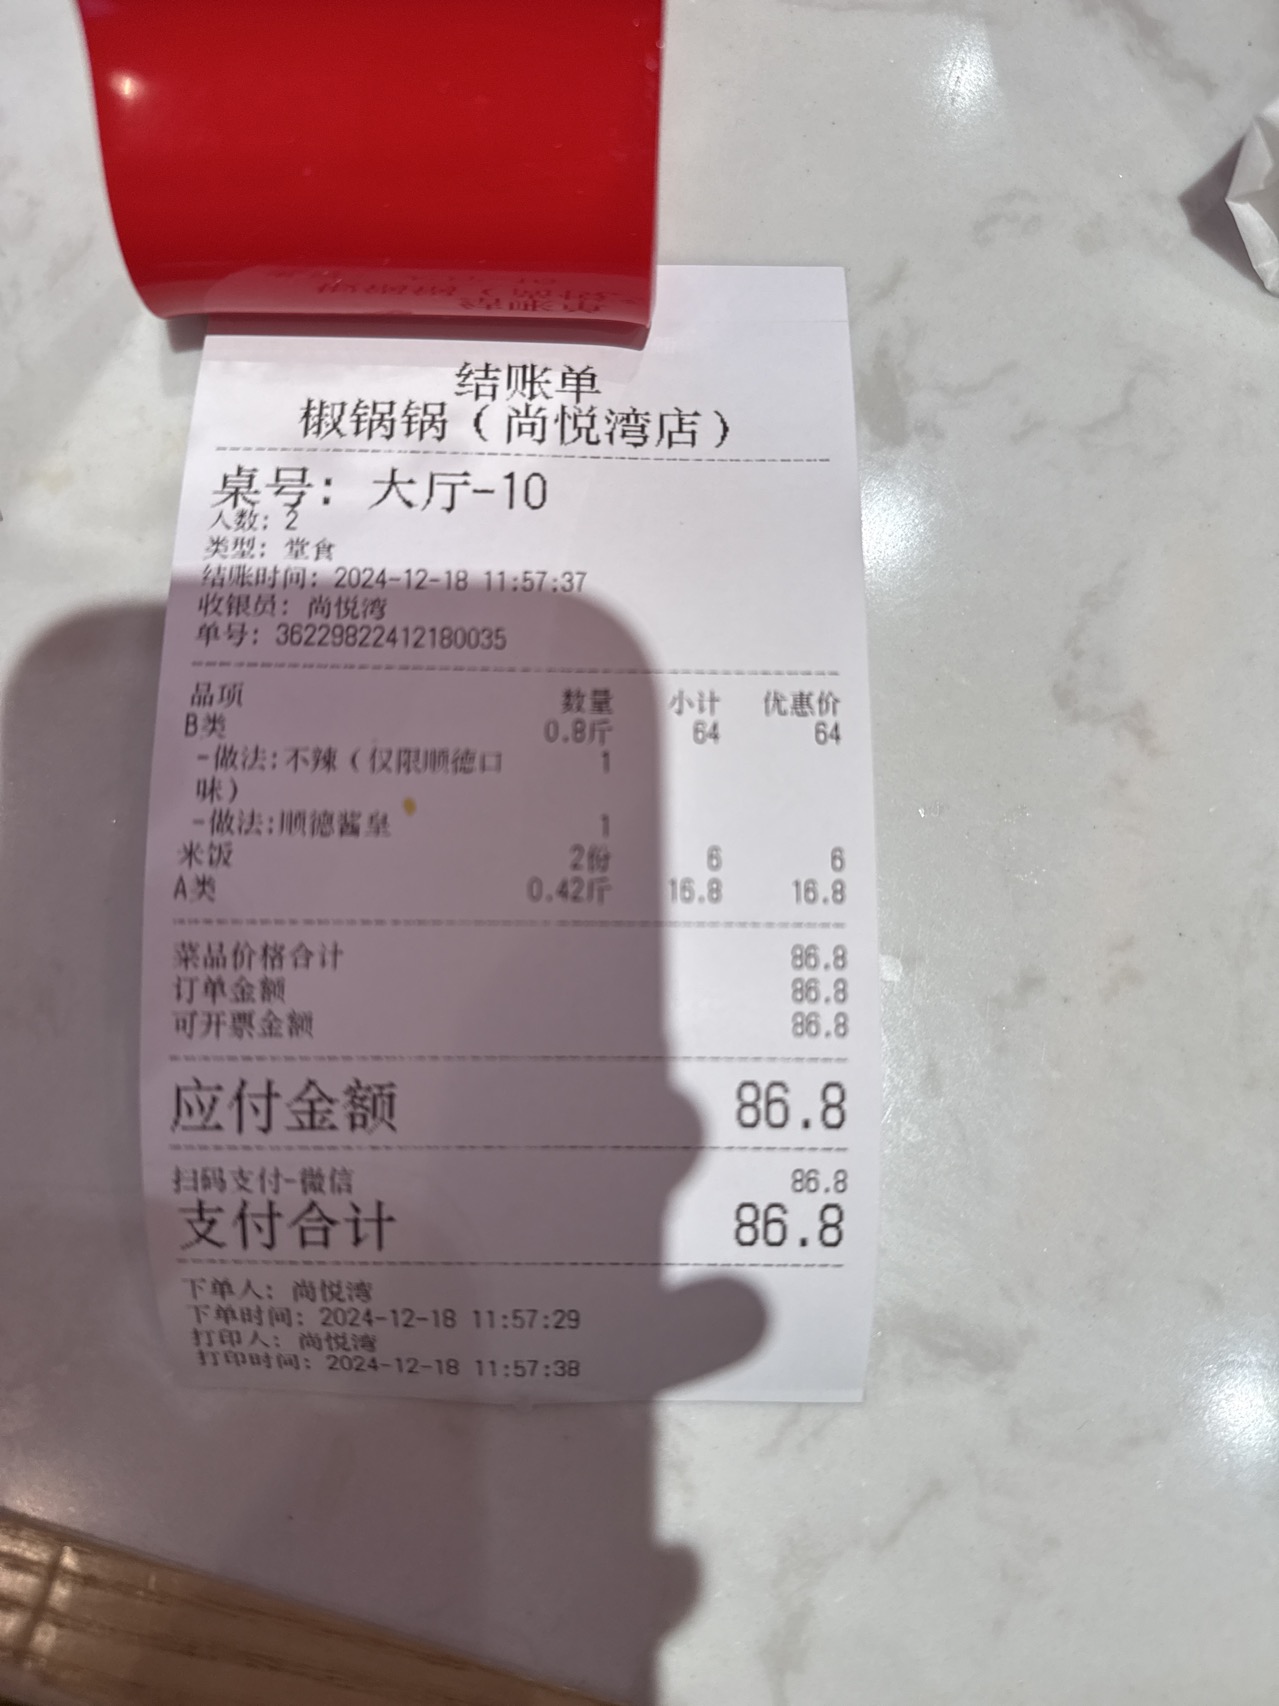 结账单
椒锅锅（尚悦湾店）
桌号：大厅-10
人数：2
类型：堂食
结账时间：2024-12-18 11:57:37
收银员：尚悦湾
单号：36229822412180035
品项 数量 小计 优惠价
B类 0.8斤 64 64
-做法:不辣（仅限顺德口 1
味）
-做法:顺德酱皇 1
米饭 2份 6 6
A类 0.42斤 16.8 16.8
菜品价格合计 86.8
订单金额 86.8
可开票金额 86.8
应付金额 86.8
扫码支付-微信 86.8
支付合计 86.8
下单人：尚悦湾
下单时间：2024-12-18 11:57:29
打印人：尚悦湾
打印时间：2024-12-18 11:57:38